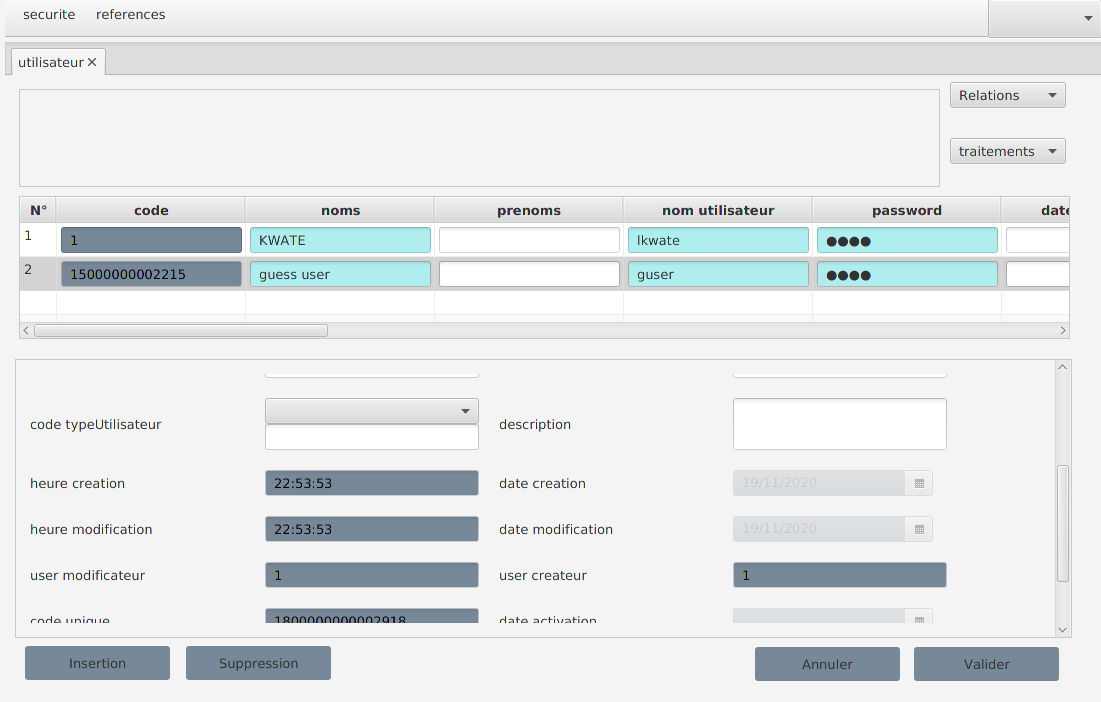 securite references
utilisateur
Relations
traitements
N° code noms prenoms nom utilisateur password date
1 1 KWATE lkwate ●●●●
2 15000000002215 guess user guser ●●●●
code typeUtilisateur description
heure creation 22:53:53 date creation 19/11/2020
heure modification 22:53:53 date modification 19/11/2020
user modificateur 1 user createur 1
code unique 1800000000002918 date activation
Insertion Suppression Annuler Valider